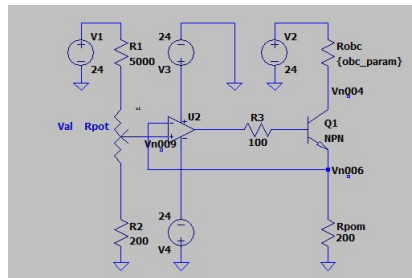 V1
24
R1
5000
24
V3
V2
24
Robc
{obc_param}
Vn004
Val Rpot
U2
Vn009
R3
100
Q1
NPN
Vn006
R2
200
24
V4
Rpom
200